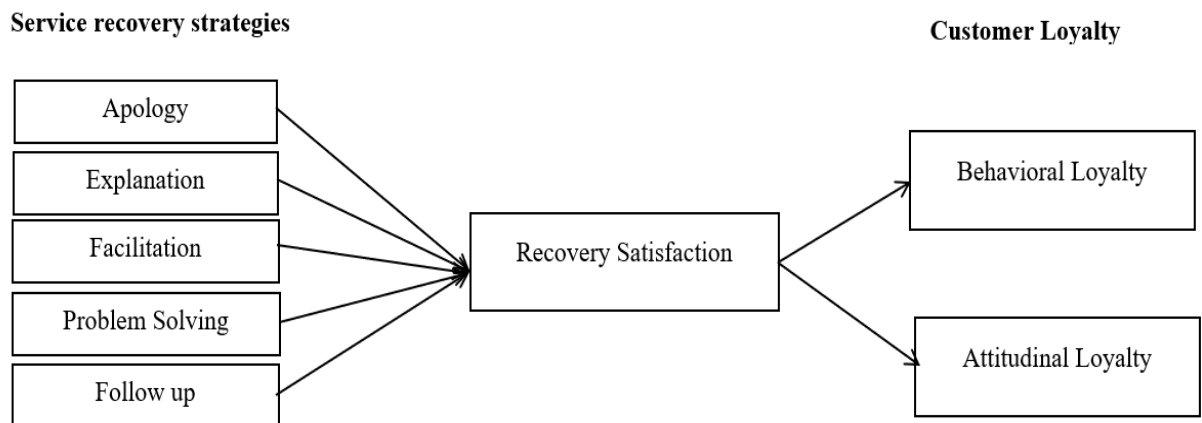 Service recovery strategies
Customer Loyalty
Apology
Explanation
Facilitation
Problem Solving
Follow up
Recovery Satisfaction
Behavioral Loyalty
Attitudinal Loyalty